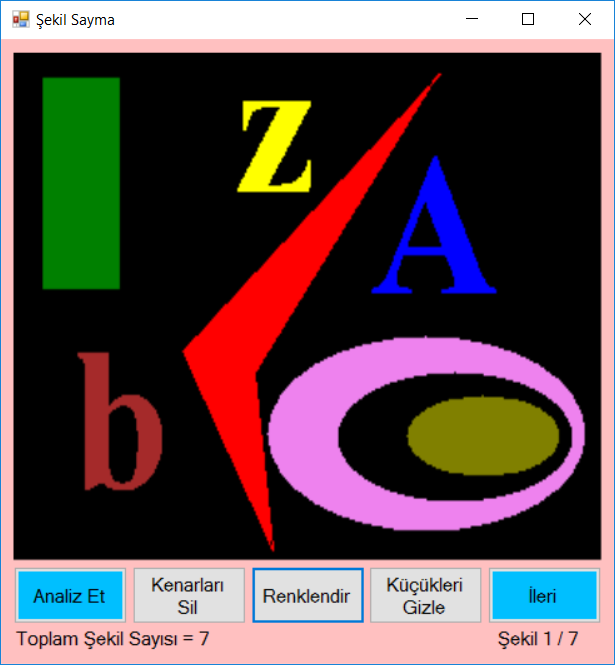 Şekil Sayma
z
A
b
Analiz Et
Kenarları
Sil
Renklendir
Küçükleri
Gizle
İleri
Toplam Şekil Sayısı = 7
Şekil 1 / 7